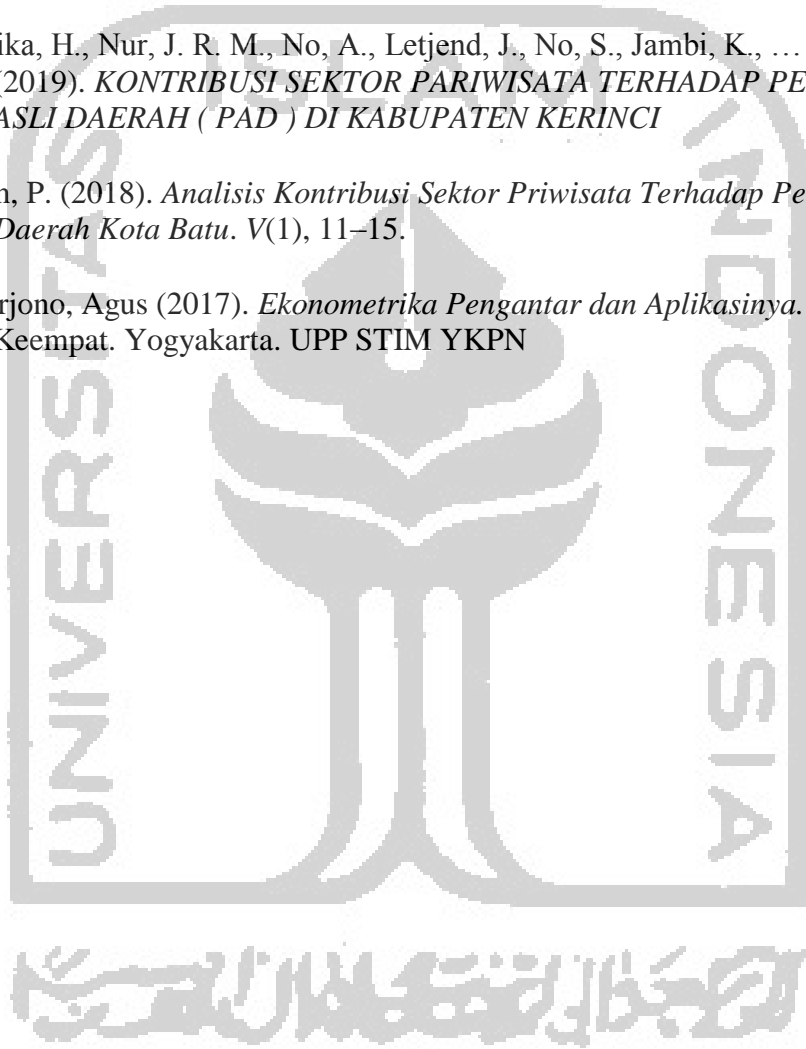 ika, H., Nur, J. R. M., No, A., Letjend, J., No, S., Jambi, K., …
(2019). KONTRIBUSI SEKTOR PARIWISATA TERHADAP PE
ASLI DAERAH ( PAD ) DI KABUPATEN KERINCI
n, P. (2018). Analisis Kontribusi Sektor Priwisata Terhadap Pe
Daerah Kota Batu. V(1), 11–15.
rjono, Agus (2017). Ekonometrika Pengantar dan Aplikasinya.
Keempat. Yogyakarta. UPP STIM YKPN
ISLAM
UNIVERSITAS
INDONESIA